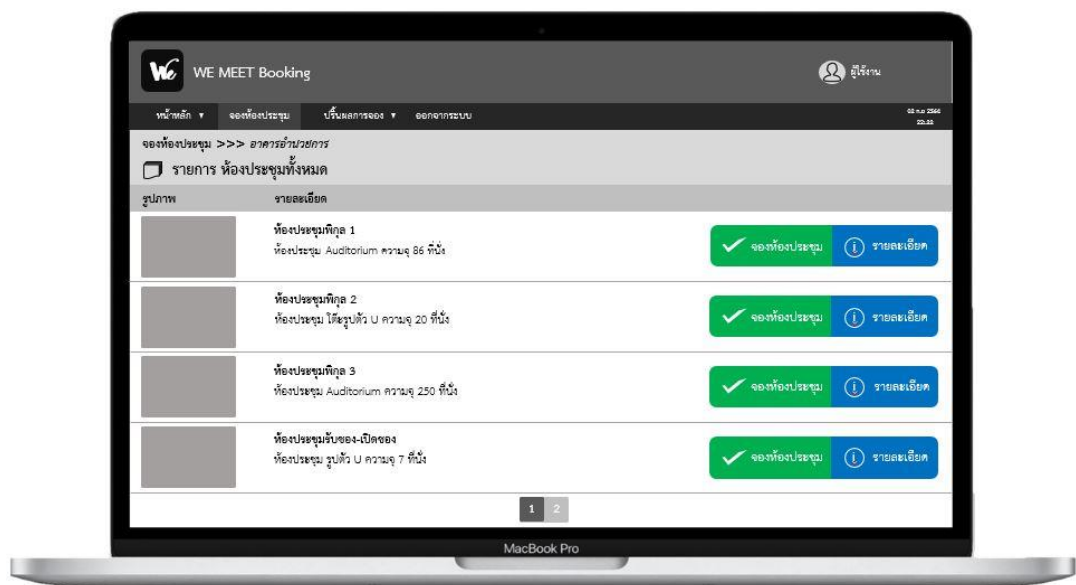 We WE MEET Booking ผู้ใช้งาน
หน้าหลัก ▼ จองห้องประชุม ปริ้นผลการจอง ▼ ออกจากระบบ 02 ก.ย 2560
22:22
จองห้องประชุม >>> อาคารอำนวยการ
รายการ ห้องประชุมทั้งหมด
รูปภาพ รายละเอียด
ห้องประชุมพิกุล 1
ห้องประชุม Auditorium ความจุ 86 ที่นั่ง
จองห้องประชุม รายละเอียด
ห้องประชุมพิกุล 2
ห้องประชุม โต๊ะรูปตัว U ความจุ 20 ที่นั่ง
จองห้องประชุม รายละเอียด
ห้องประชุมพิกุล 3
ห้องประชุม Auditorium ความจุ 250 ที่นั่ง
จองห้องประชุม รายละเอียด
ห้องประชุมรับซอง-เปิดซอง
ห้องประชุม รูปตัว U ความจุ 7 ที่นั่ง
จองห้องประชุม รายละเอียด
1 2
MacBook Pro